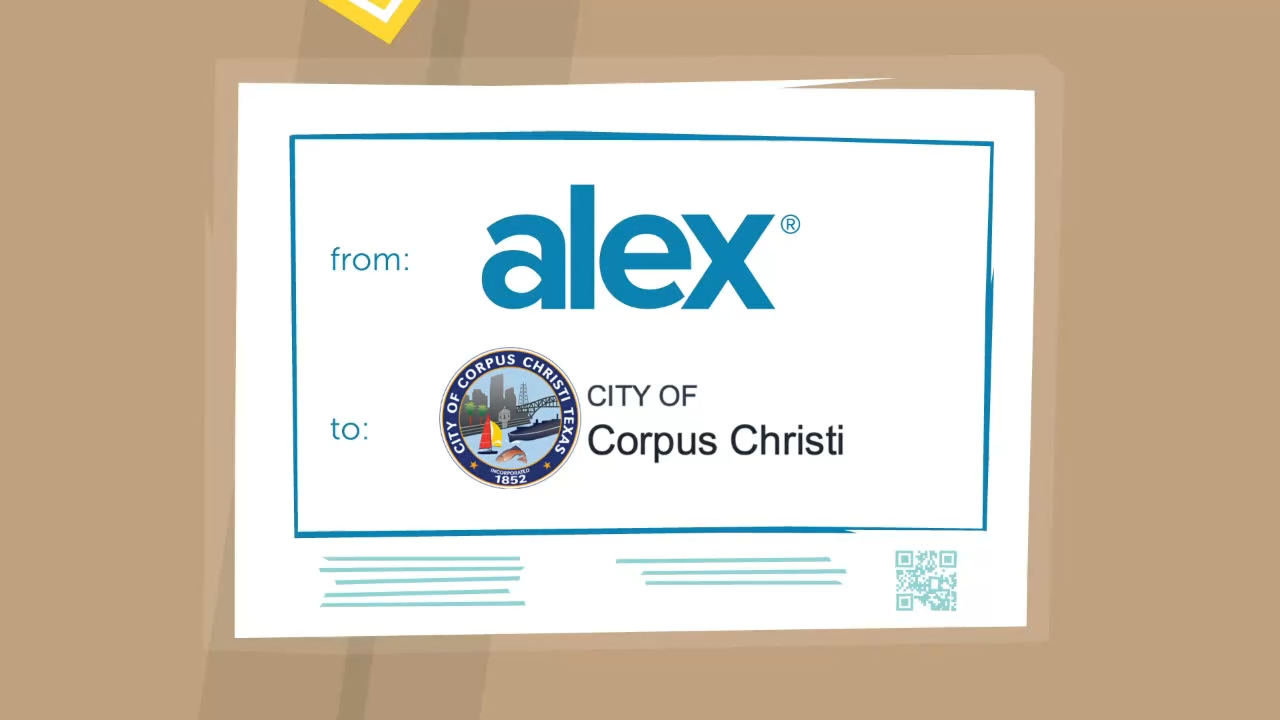 from:
alex®
to:
CITY OF CORPUS CHRISTI TEXAS
INCORPORATED
1852
CITY OF
Corpus Christi